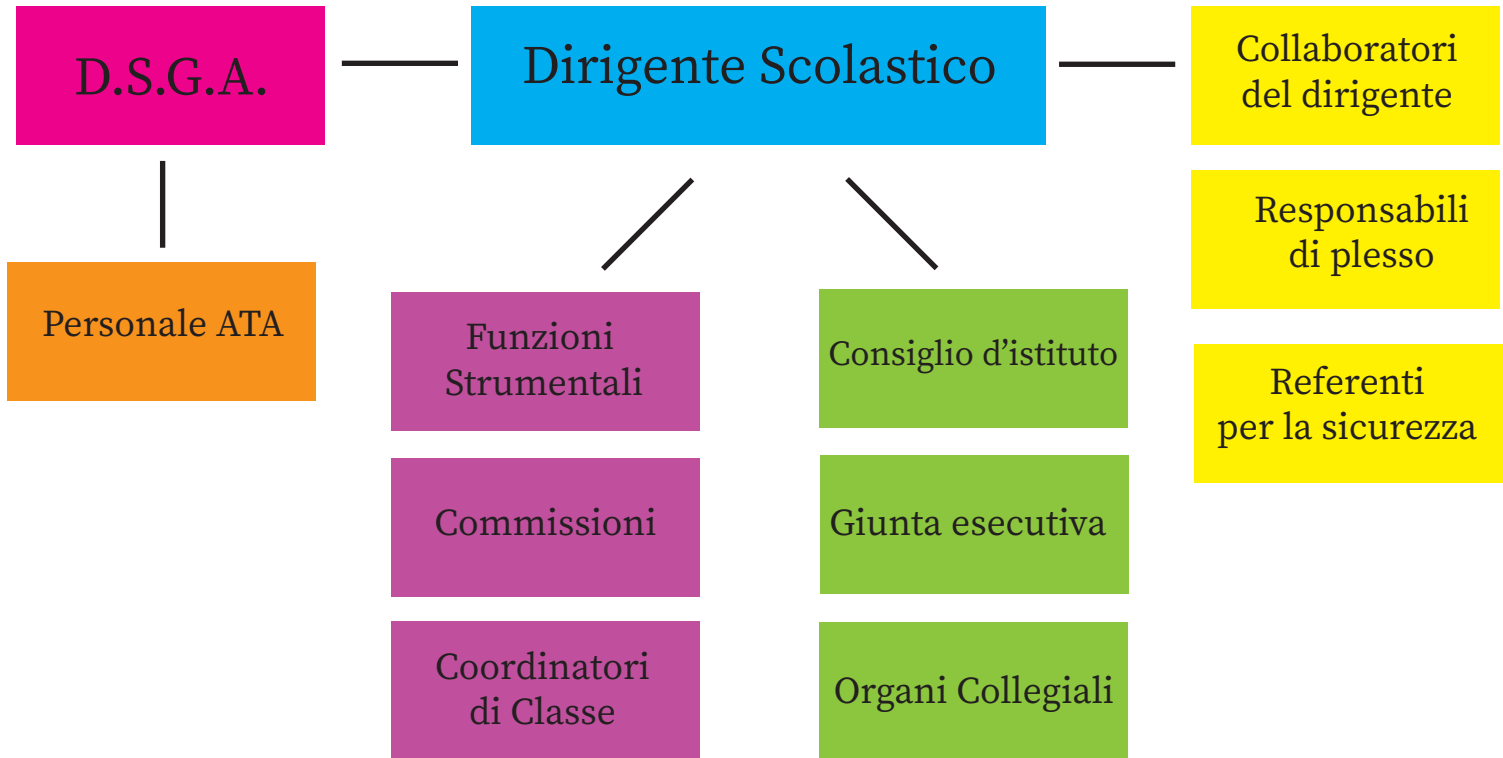 D.S.G.A.
Dirigente Scolastico
Collaboratori
del dirigente
Responsabili
di plesso
Referenti
per la sicurezza
Personale ATA
Funzioni
Strumentali
Commissioni
Coordinatori
di Classe
Consiglio d’istituto
Giunta esecutiva
Organi Collegiali